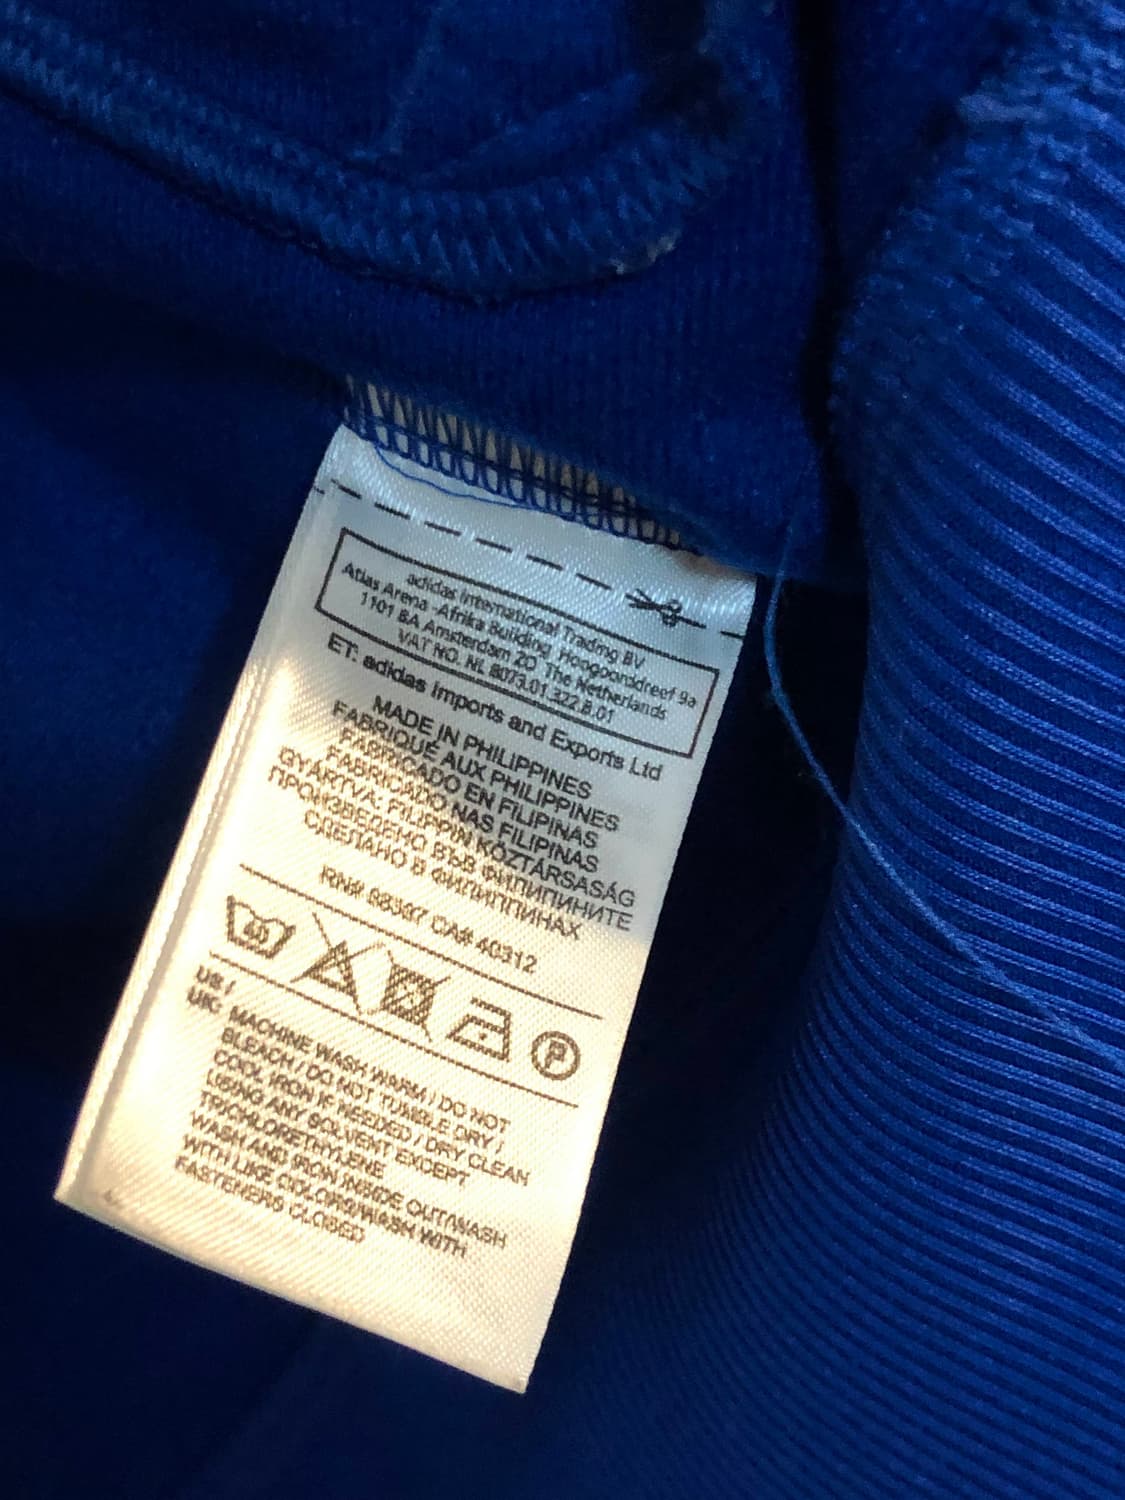 adidas International Trading BV
Atlas Arena -Afrika Building Hoogoorddreef 9a
1101 BA Amsterdam ZO The Netherlands
VAT NO. NL 8073.01.322.B.01
ET: adidas Imports and Exports Ltd
MADE IN PHILIPPINES
FABRIQUÉ AUX PHILIPPINES
FABRICADO EN FILIPINAS
FABRICADO NAS FILIPINAS
GYÁRTVA: FILIPPIN KÖZTÁRSASÁG
ПРОИЗВЕДЕНО ВЪВ ФИЛИПИНИТЕ
СДЕЛАНО В ФИЛИППИНАХ
RN# 88387 CA# 40312
40
P
US /
UK: MACHINE WASH WARM / DO NOT
BLEACH / DO NOT TUMBLE DRY /
COOL IRON IF NEEDED / DRY CLEAN
USING ANY SOLVENT EXCEPT
TRICHLORETHYLENE
WASH AND IRON INSIDE OUT/WASH
WITH LIKE COLORS/WASH WITH
FASTENERS CLOSED